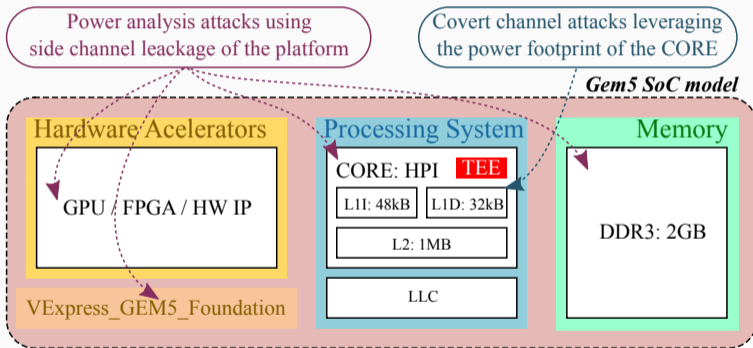 Power analysis attacks using
side channel leackage of the platform
Covert channel attacks leveraging
the power footprint of the CORE
Gem5 SoC model
Hardware Acelerators
GPU / FPGA / HW IP
VExpress_GEM5_Foundation
Processing System
CORE: HPI
TEE
L1I: 48kB
L1D: 32kB
L2: 1MB
LLC
Memory
DDR3: 2GB